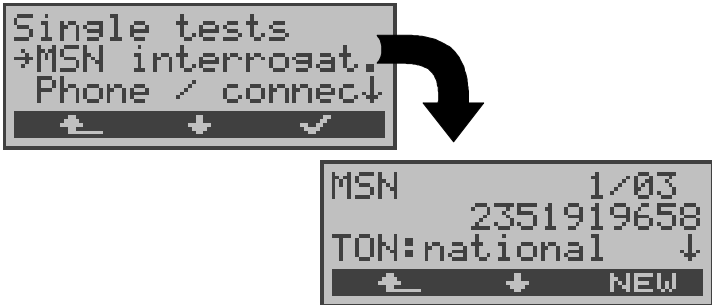 Single tests
→MSN interrogat.
Phone / connec↓
MSN 1/03
2351919658
TON:national ↓
NEW